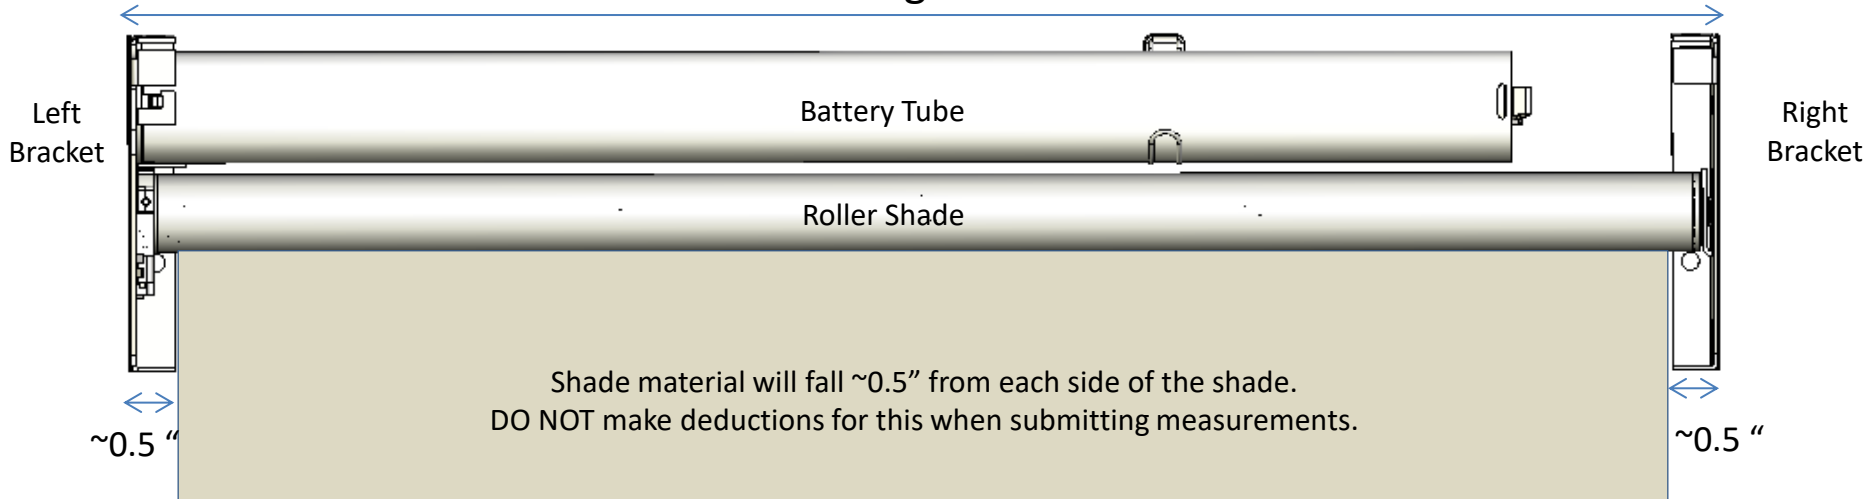 Left
Bracket
Battery Tube
Right
Bracket
Roller Shade
Shade material will fall ~0.5” from each side of the shade.
DO NOT make deductions for this when submitting measurements.
~0.5 “
~0.5 “